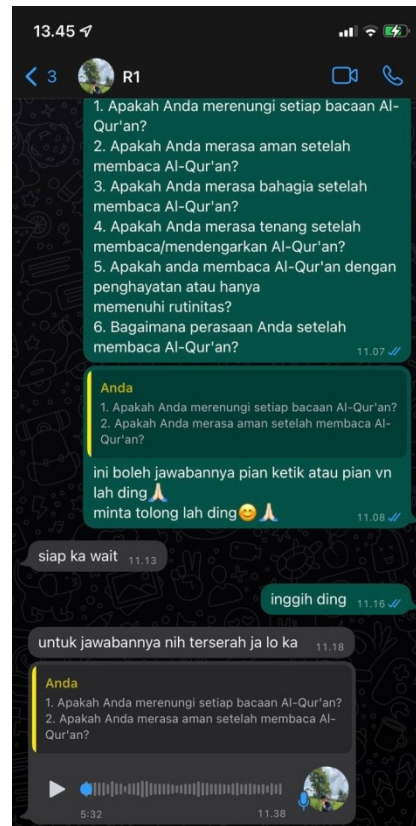 13.45
3
R1
1. Apakah Anda merenungi setiap bacaan Al-
Qur'an?
2. Apakah Anda merasa aman setelah
membaca Al-Qur'an?
3. Apakah Anda merasa bahagia setelah
membaca Al-Qur'an?
4. Apakah Anda merasa tenang setelah
membaca/mendengarkan Al-Qur'an?
5. Apakah anda membaca Al-Qur'an dengan
penghayatan atau hanya
memenuhi rutinitas?
6. Bagaimana perasaan Anda setelah
membaca Al-Qur'an?
11.07
Anda
1. Apakah Anda merenungi setiap bacaan Al-Qur'an?
2. Apakah Anda merasa aman setelah membaca Al-
Qur'an?
ini boleh jawabannya pian ketik atau pian vn
lah ding🙏🏻
minta tolong lah ding😊🙏🏻
11.08
siap ka wait 11.13
inggih ding 11.16
untuk jawabannya nih terserah ja lo ka 11.18
Anda
1. Apakah Anda merenungi setiap bacaan Al-Qur'an?
2. Apakah Anda merasa aman setelah membaca Al-
Qur'an?
5:32 11.38